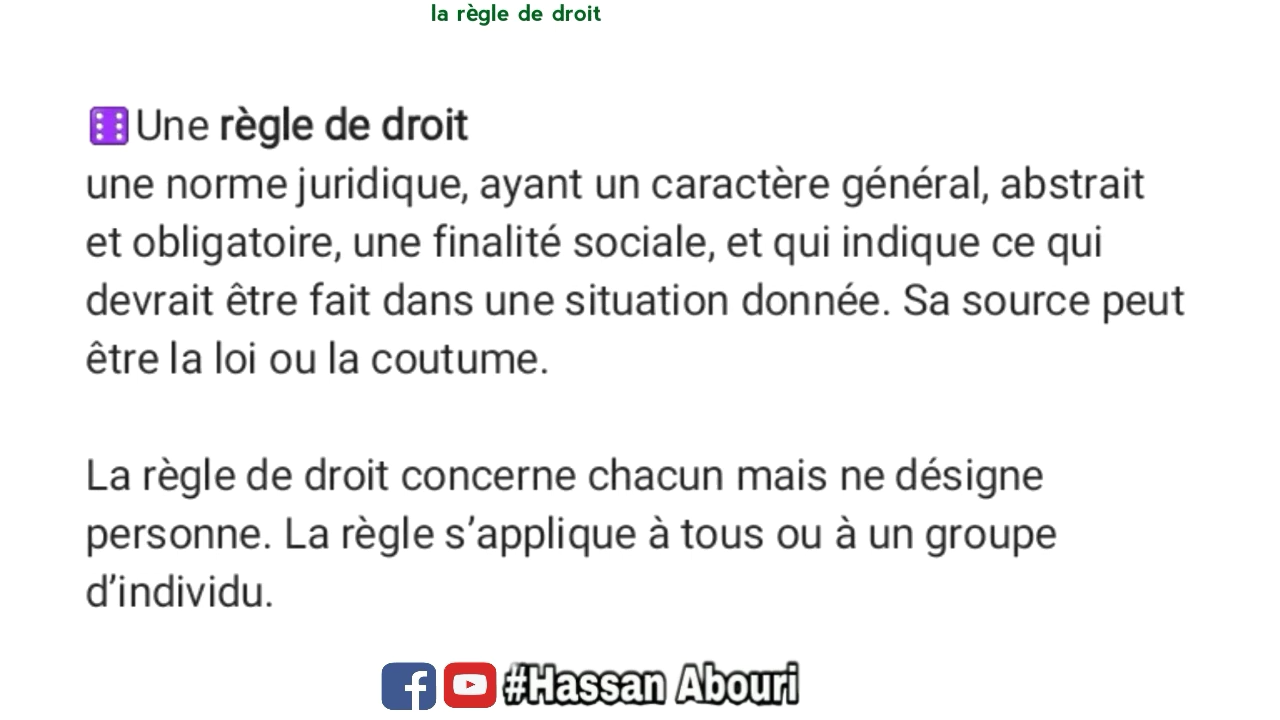 la règle de droit
Une règle de droit
une norme juridique, ayant un caractère général, abstrait
et obligatoire, une finalité sociale, et qui indique ce qui
devrait être fait dans une situation donnée. Sa source peut
être la loi ou la coutume.
La règle de droit concerne chacun mais ne désigne
personne. La règle s’applique à tous ou à un groupe
d’individu.
#Hassan Abouri